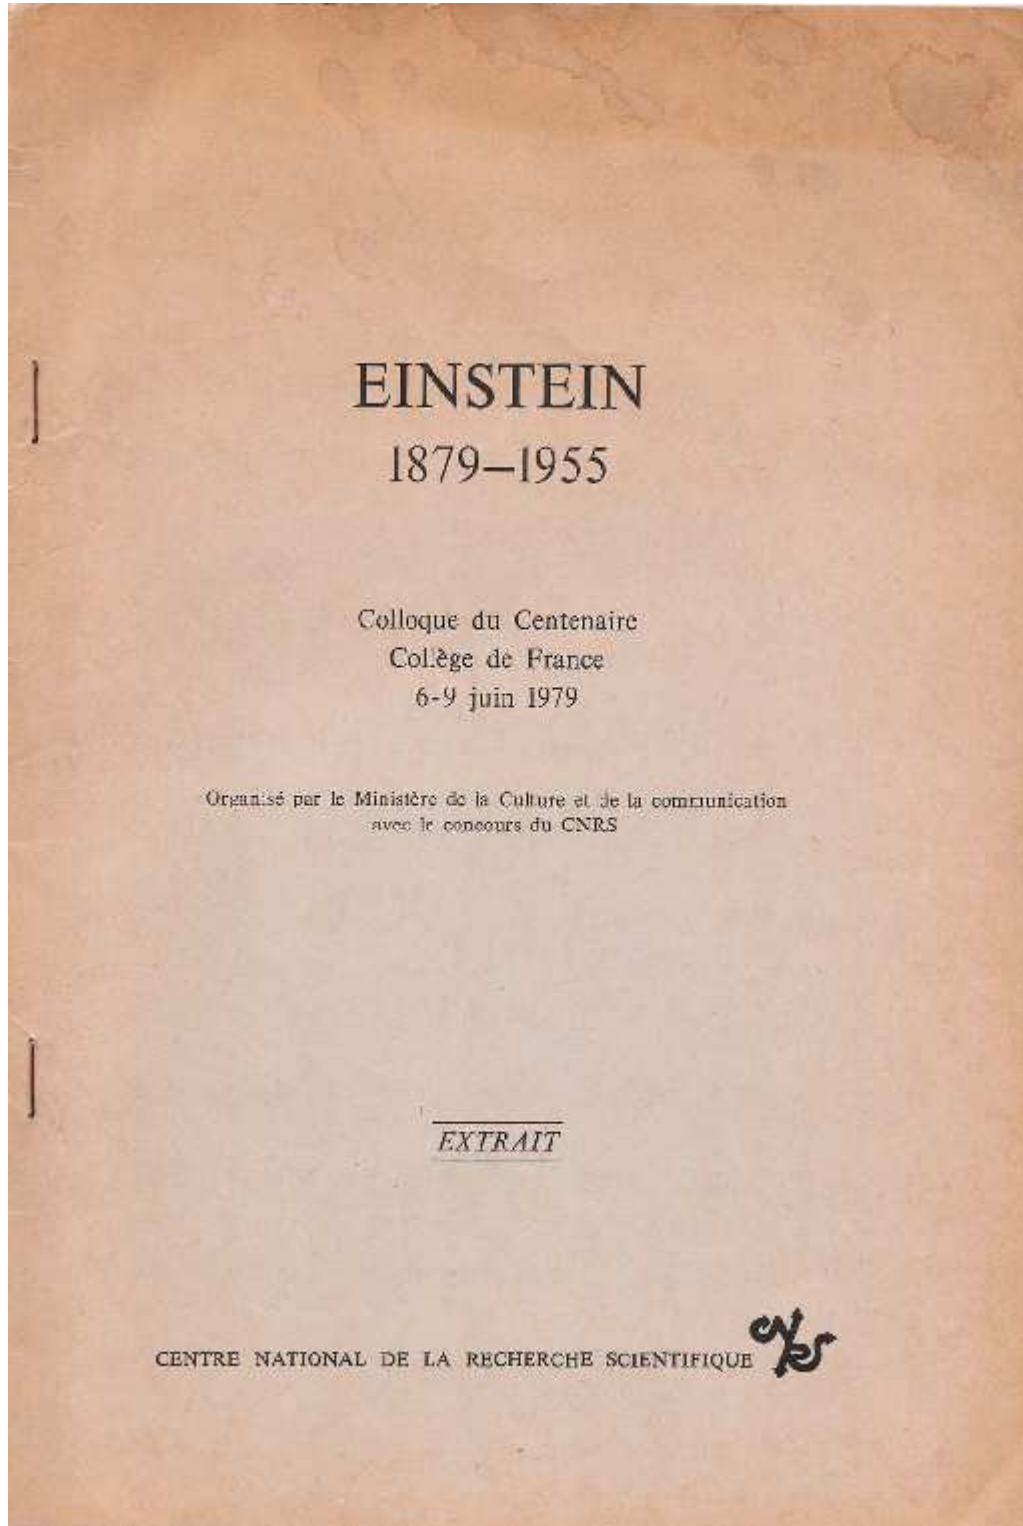 EINSTEIN
1879–1955
Colloque du Centenaire
Collège de France
6-9 juin 1979
Organisé par le Ministère de la Culture et de la communication
avec le concours du CNRS
EXTRAIT
CENTRE NATIONAL DE LA RECHERCHE SCIENTIFIQUE
CNRS